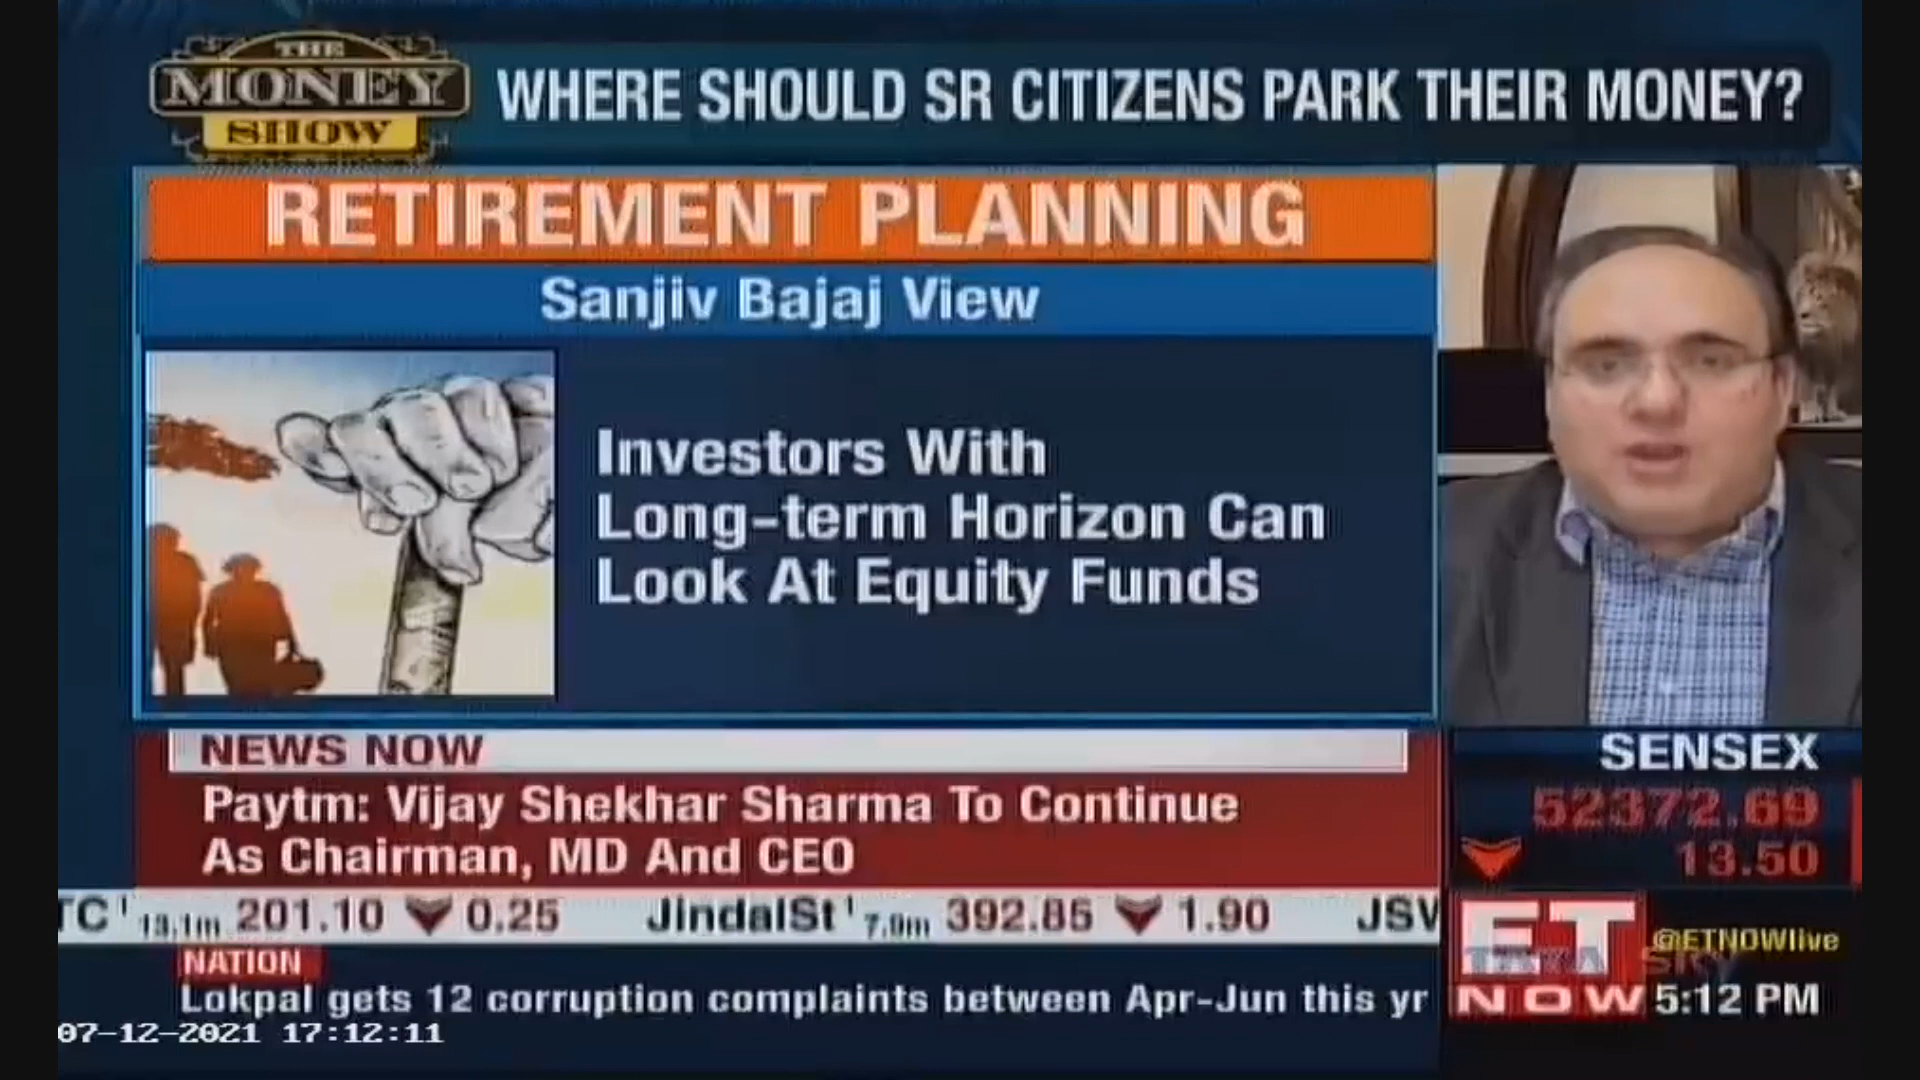 THE
MONEY
SHOW
WHERE SHOULD SR CITIZENS PARK THEIR MONEY?
RETIREMENT PLANNING
Sanjiv Bajaj View
Investors With
Long-term Horizon Can
Look At Equity Funds
NEWS NOW
Paytm: Vijay Shekhar Sharma To Continue
As Chairman, MD And CEO
SENSEX
52372.69
13.50
TC 13.1m 201.10 0.25 JindalSt 7.9m 392.85 1.90 JSW
NATION
Lokpal gets 12 corruption complaints between Apr-Jun this yr
ET
NOW
@ETNOWlive
TATA SKY
5:12 PM
07-12-2021 17:12:11